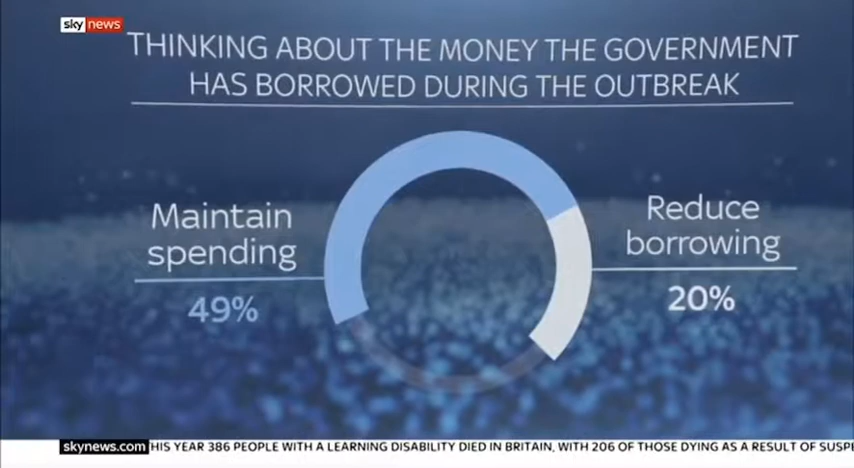 sky news
THINKING ABOUT THE MONEY THE GOVERNMENT
HAS BORROWED DURING THE OUTBREAK
Maintain
spending
49%
Reduce
borrowing
20%
skynews.com HIS YEAR 386 PEOPLE WITH A LEARNING DISABILITY DIED IN BRITAIN, WITH 206 OF THOSE DYING AS A RESULT OF SUSP